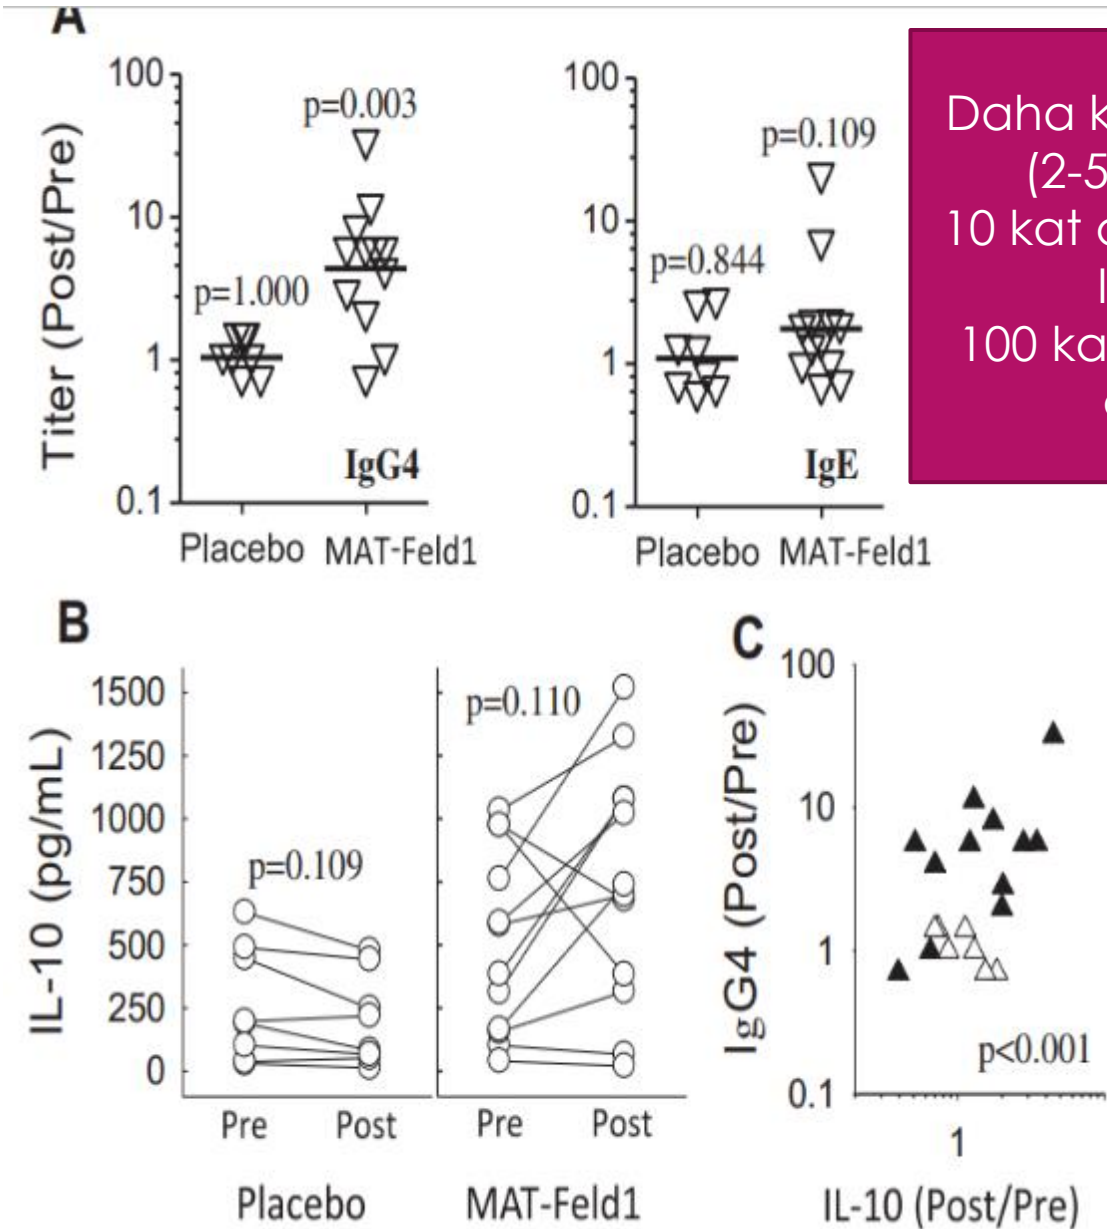 A
100
10
1
0.1
Titer (Post/Pre)
p=1.000
p=0.003
IgG4
Placebo MAT-Feld1
100
10
1
0.1
p=0.844
p=0.109
IgE
Placebo MAT-Feld1
Daha k
(2-5
10 kat
100 ka
B
1500
1250
1000
750
500
250
0
IL-10 (pg/mL)
p=0.109
p=0.110
Pre Post Pre Post
Placebo MAT-Feld1
C
100
10
1
0.1
IgG4 (Post/Pre)
p<0.001
1
IL-10 (Post/Pre)